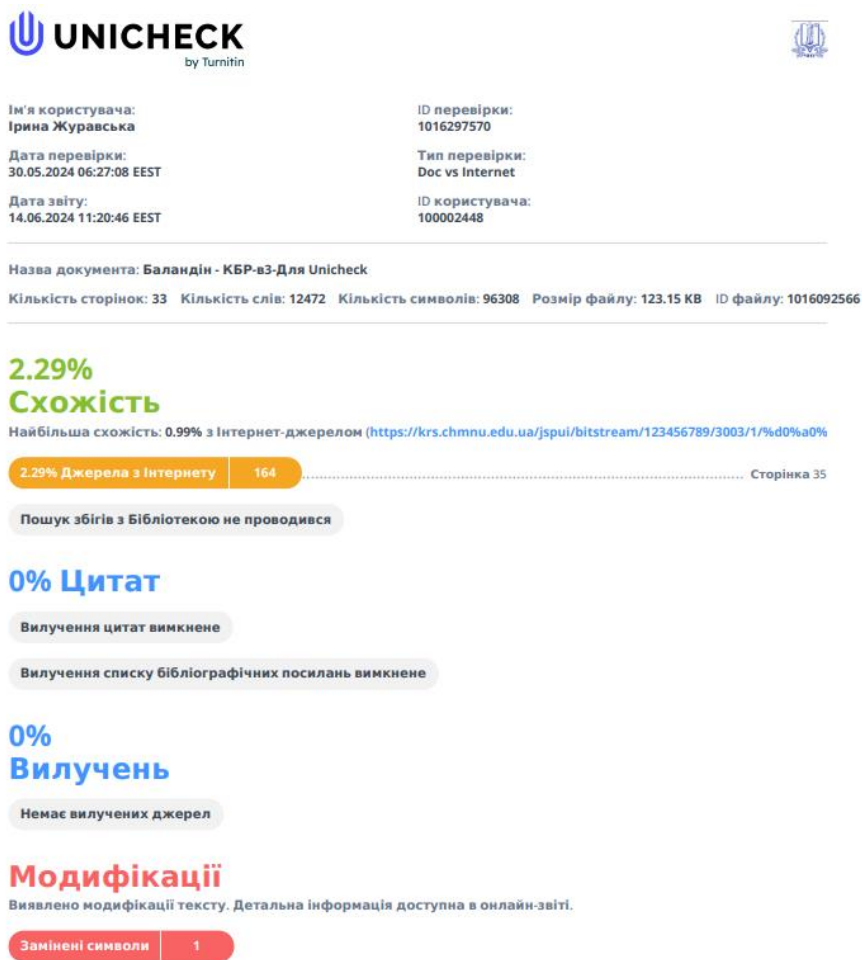 UNICHECK
by Turnitin
Ім'я користувача:
Ірина Журавська
ID перевірки:
1016297570
Дата перевірки:
30.05.2024 06:27:08 EEST
Тип перевірки:
Doc vs Internet
Дата звіту:
14.06.2024 11:20:46 EEST
ID користувача:
100002448
Назва документа: Баландін - КБР-в3-Для Unicheck
Кількість сторінок: 33 Кількість слів: 12472 Кількість символів: 96308 Розмір файлу: 123.15 KB ID файлу: 1016092566
2.29%
Схожість
Найбільша схожість: 0.99% з Інтернет-джерелом (https://krs.chmnu.edu.ua/jspui/bitstream/123456789/3003/1/%d0%a0%
2.29% Джерела з Інтернету 164 Сторінка 35
Пошук збігів з Бібліотекою не проводився
0% Цитат
Вилучення цитат вимкнене
Вилучення списку бібліографічних посилань вимкнене
0%
Вилучень
Немає вилучених джерел
Модифікації
Виявлено модифікації тексту. Детальна інформація доступна в онлайн-звіті.
Замінені символи 1